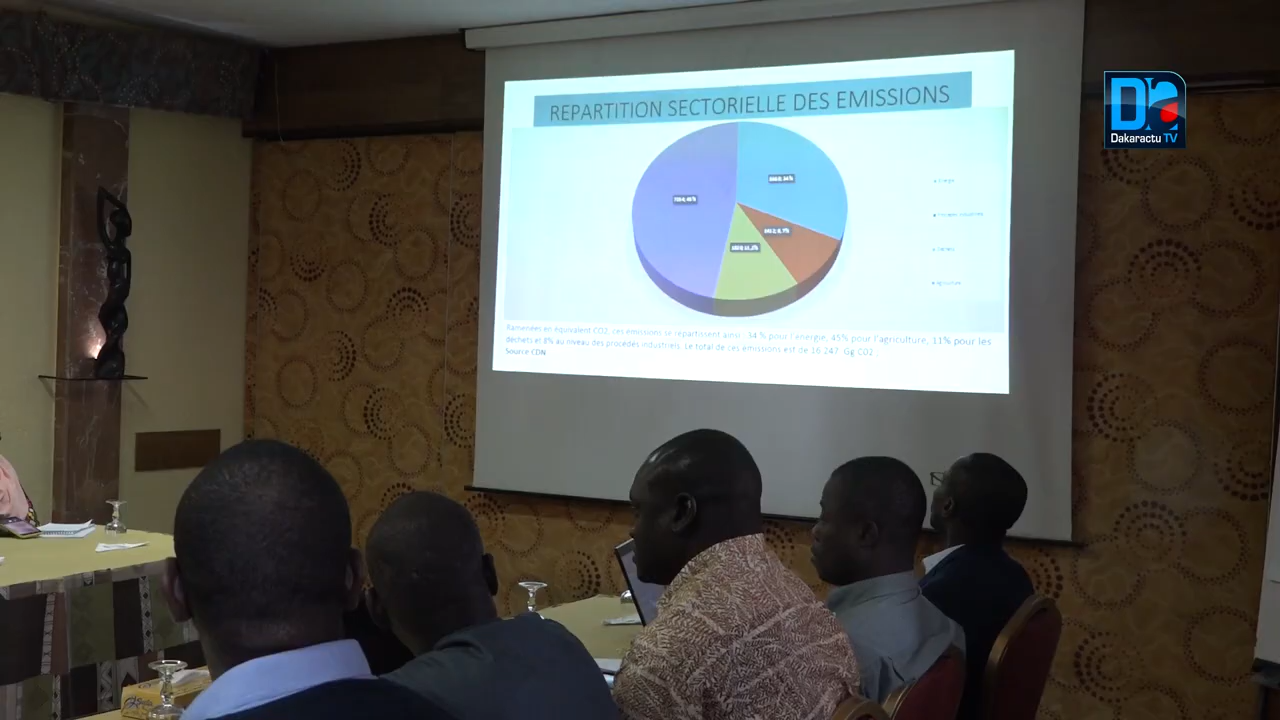 Dakaractu TV
REPARTITION SECTORIELLE DES EMISSIONS
Ramenées en équivalent CO2, ces émissions se répartissent ainsi : 34 % pour l'énergie, 45% pour l'agriculture, 11% pour les
déchets et 8% au niveau des procédés industriels. Le total de ces émissions est de 16 247 Gg CO2.
Source CDN
Agriculture